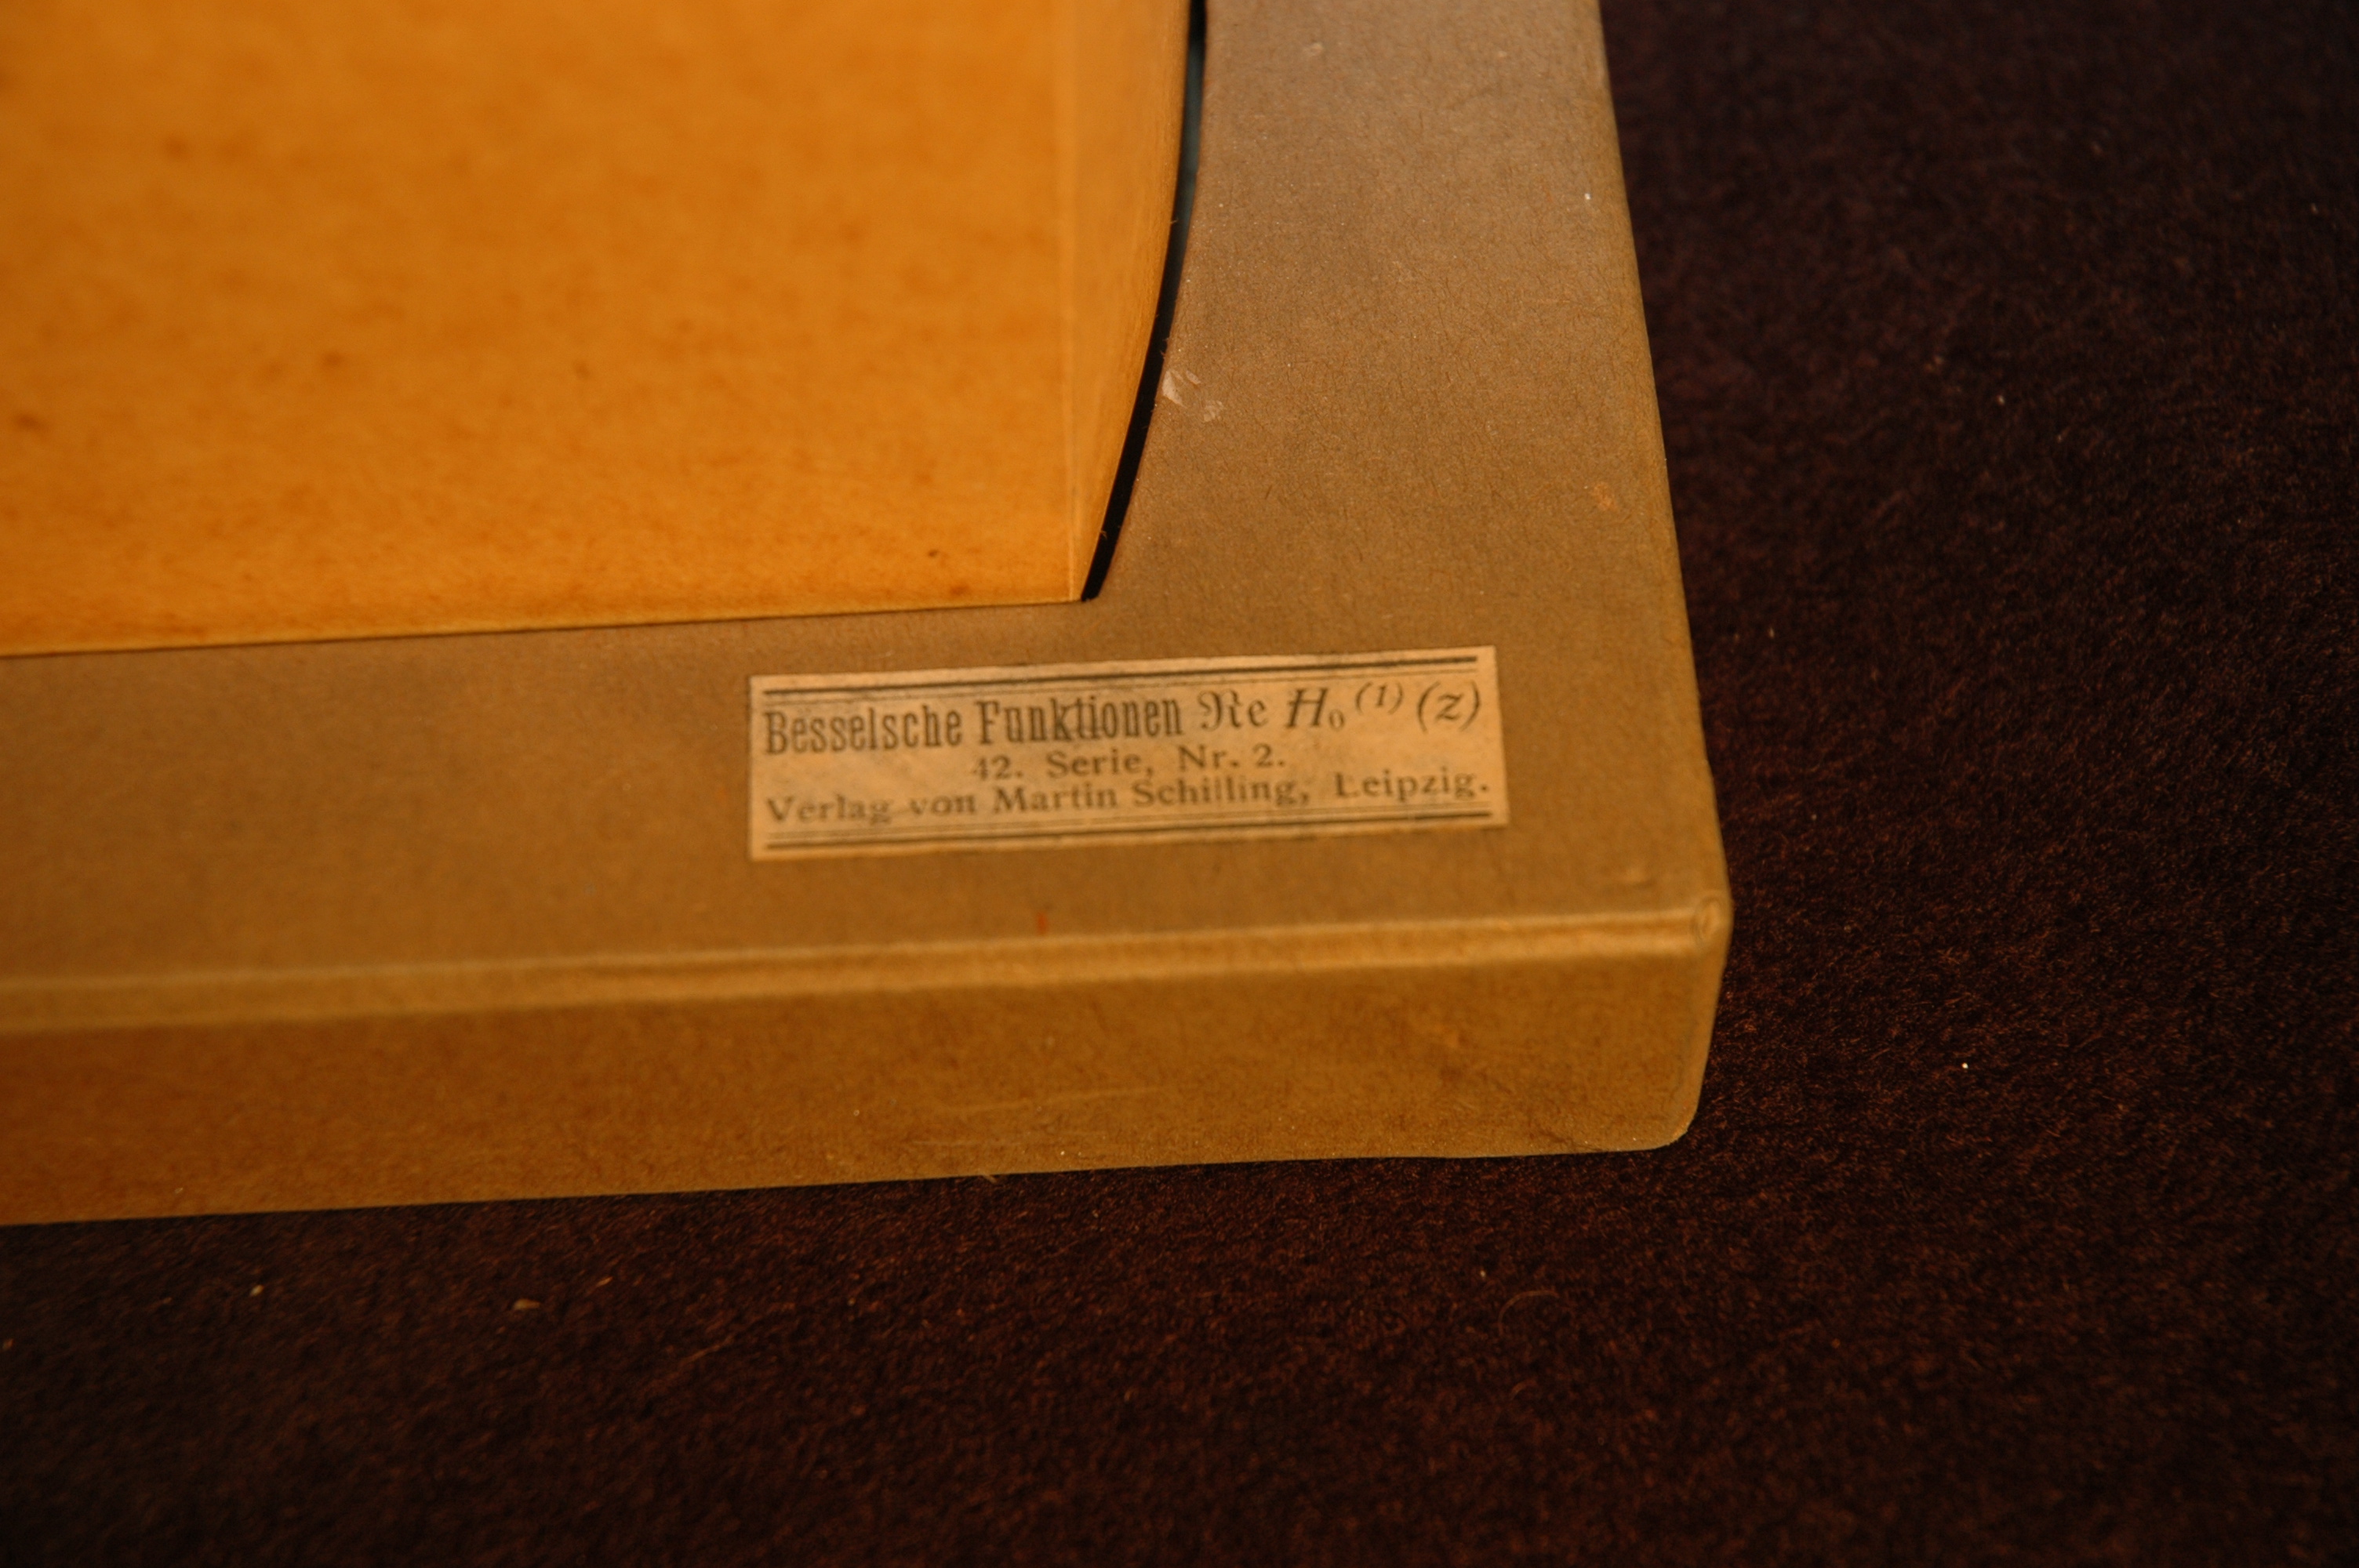 Besselsche Funktionen ℜe H₀⁽¹⁾ (z)
42. Serie, Nr. 2.
Verlag von Martin Schilling, Leipzig.